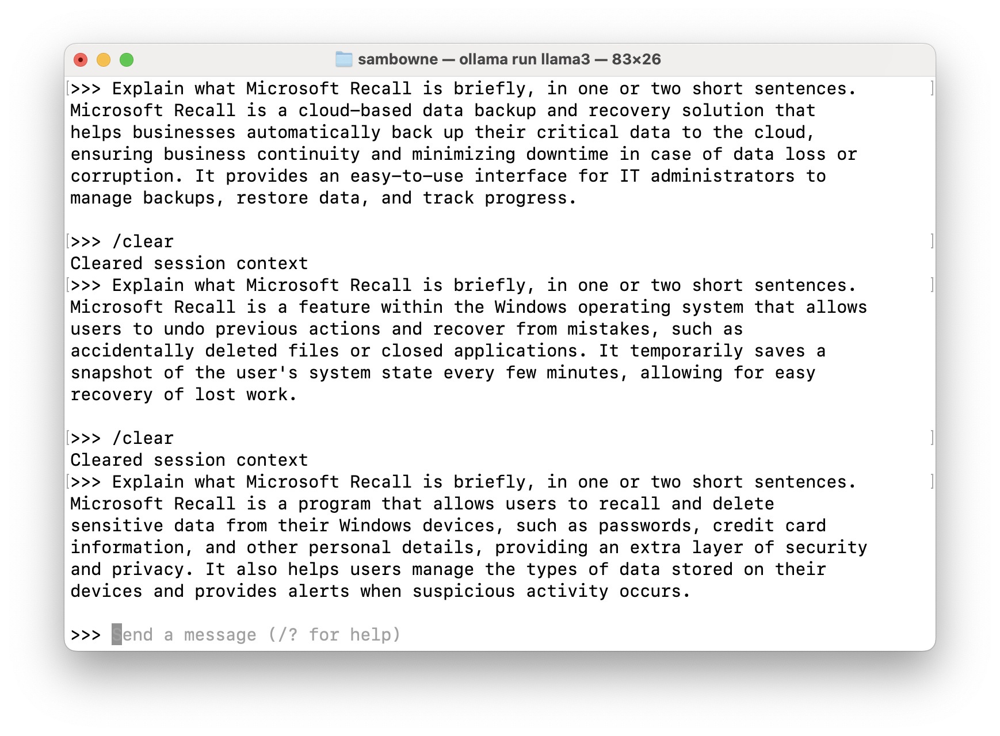 sambowne — ollama run llama3 — 83×26
>>> Explain what Microsoft Recall is briefly, in one or two short sentences.
Microsoft Recall is a cloud-based data backup and recovery solution that
helps businesses automatically back up their critical data to the cloud,
ensuring business continuity and minimizing downtime in case of data loss or
corruption. It provides an easy-to-use interface for IT administrators to
manage backups, restore data, and track progress.
>>> /clear
Cleared session context
>>> Explain what Microsoft Recall is briefly, in one or two short sentences.
Microsoft Recall is a feature within the Windows operating system that allows
users to undo previous actions and recover from mistakes, such as
accidentally deleted files or closed applications. It temporarily saves a
snapshot of the user's system state every few minutes, allowing for easy
recovery of lost work.
>>> /clear
Cleared session context
>>> Explain what Microsoft Recall is briefly, in one or two short sentences.
Microsoft Recall is a program that allows users to recall and delete
sensitive data from their Windows devices, such as passwords, credit card
information, and other personal details, providing an extra layer of security
and privacy. It also helps users manage the types of data stored on their
devices and provides alerts when suspicious activity occurs.
>>> Send a message (/? for help)